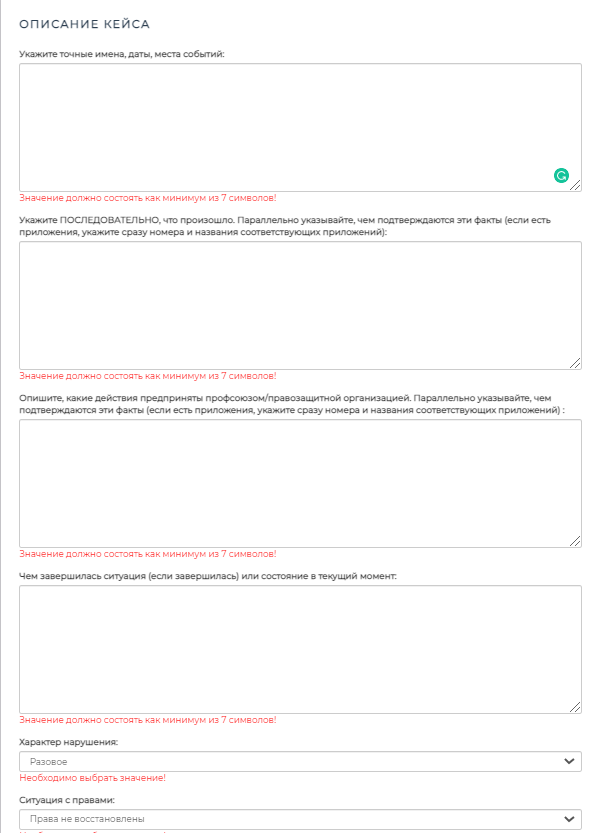 ОПИСАНИЕ КЕЙСА
Укажите точные имена, даты, места событий:
Значение должно состоять как минимум из 7 символов!
Укажите ПОСЛЕДОВАТЕЛЬНО, что произошло. Параллельно указывайте, чем подтверждаются эти факты (если есть
приложения, укажите сразу номера и названия соответствующих приложений):
Значение должно состоять как минимум из 7 символов!
Опишите, какие действия предприняты профсоюзом/правозащитной организацией. Параллельно указывайте, чем
подтверждаются эти факты (если есть приложения, укажите сразу номера и названия соответствующих приложений) :
Значение должно состоять как минимум из 7 символов!
Чем завершилась ситуация (если завершилась) или состояние в текущий момент:
Значение должно состоять как минимум из 7 символов!
Характер нарушения:
Разовое
Необходимо выбрать значение!
Ситуация с правами:
Права не восстановлены